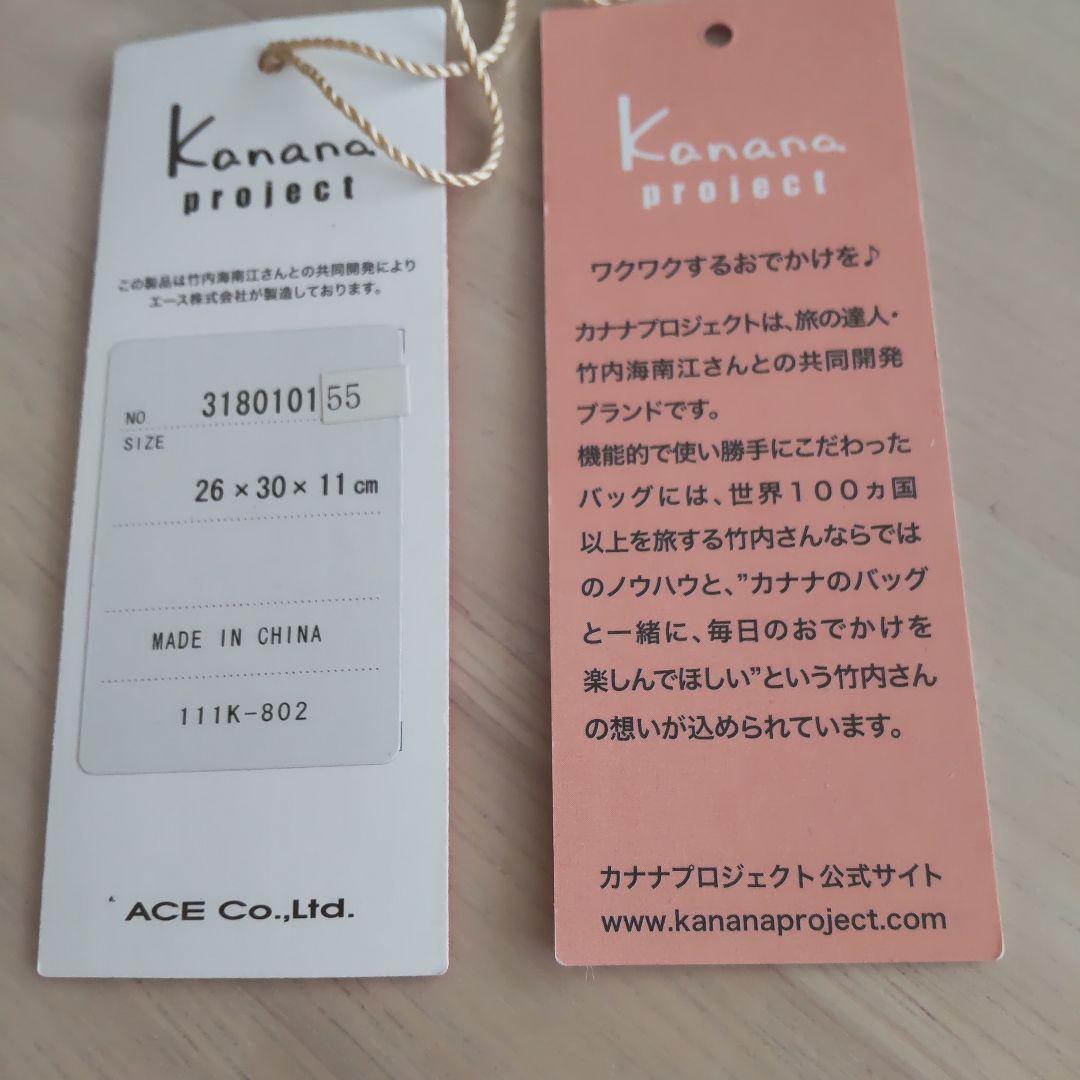 Kanana
project
この製品は竹内海南江さんとの共同開発により
エース株式会社が製造しております。
NO. 318010155
SIZE
26×30×11cm
MADE IN CHINA
111K-802
ACE Co.,Ltd.
Kanana
project
ワクワクするおでかけを♪
カナナプロジェクトは、旅の達人・
竹内海南江さんとの共同開発
ブランドです。
機能的で使い勝手にこだわった
バッグには、世界100ヵ国
以上を旅する竹内さんならでは
のノウハウと、”カナナのバッグ
と一緒に、毎日のおでかけを
楽しんでほしい”という竹内さん
の想いが込められています。
カナナプロジェクト公式サイト
www.kananaproject.com